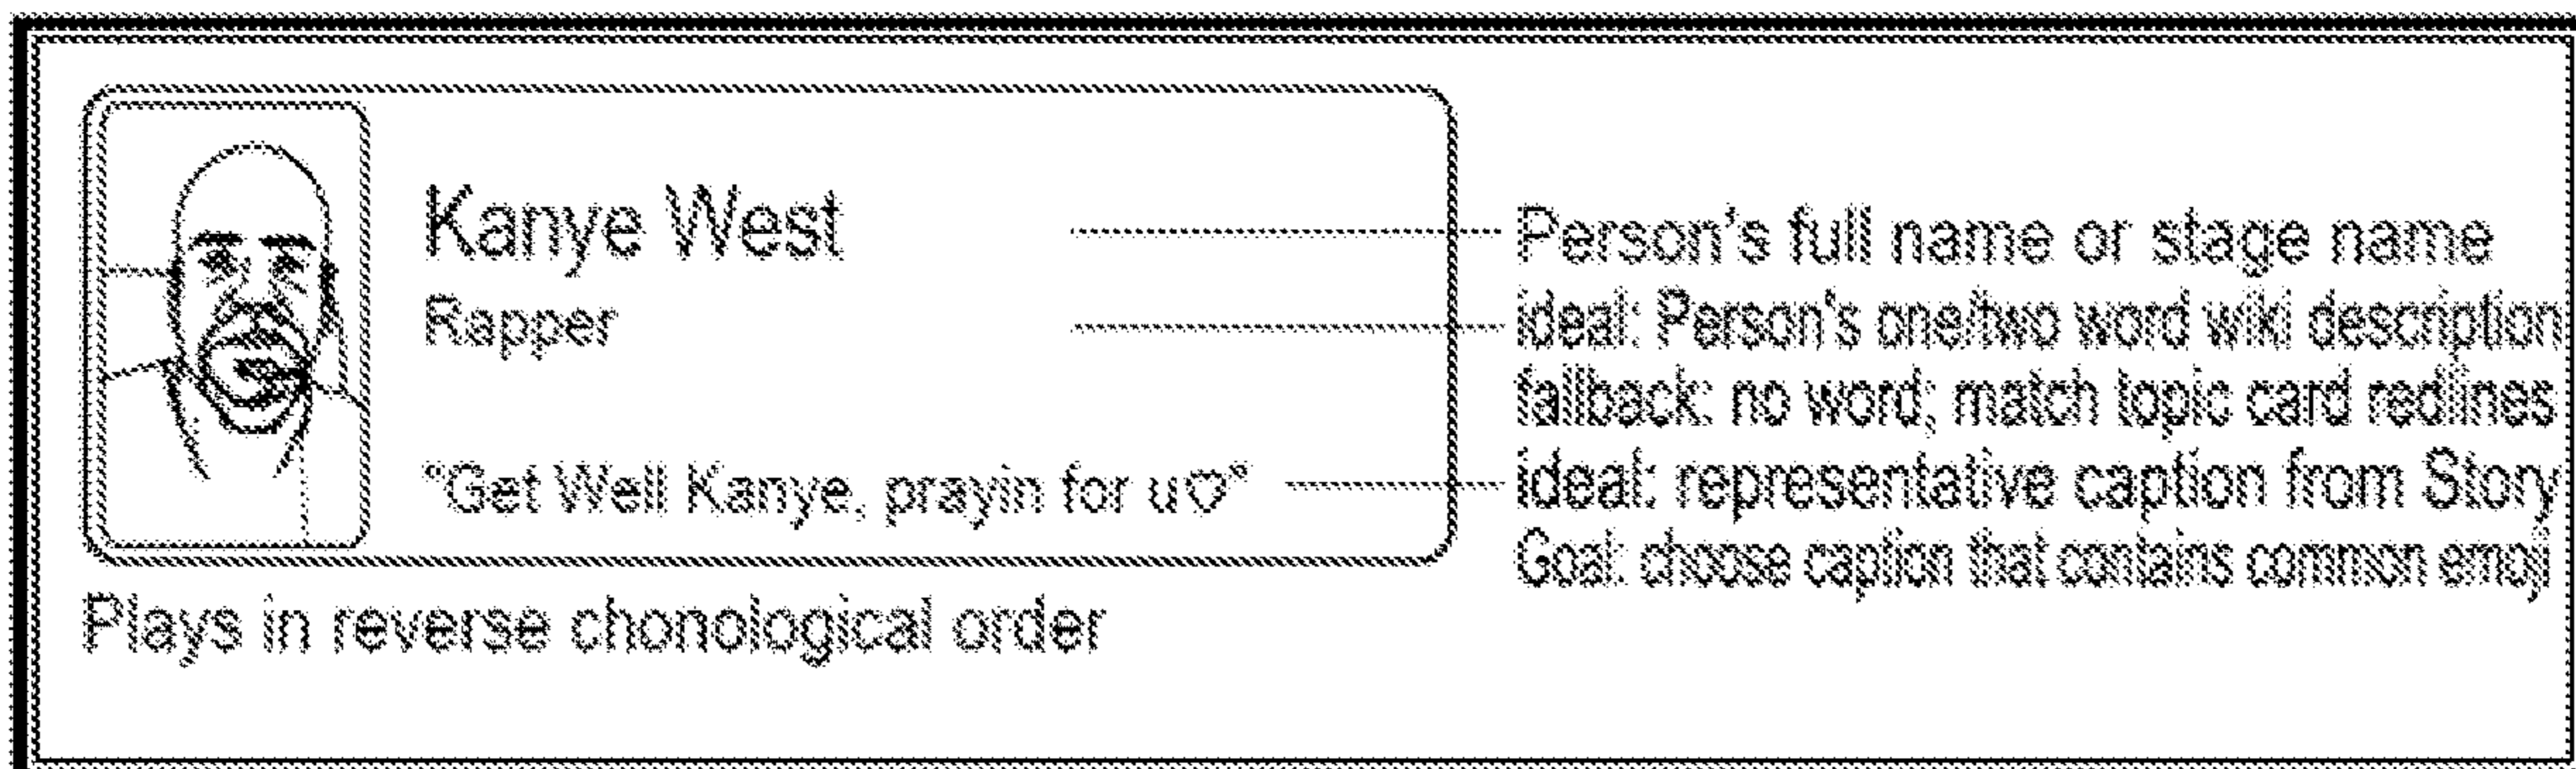 Kanye West
Rapper
"Get Well Kanye, prayin for u♡"
Plays in reverse chonological order
Person's full name or stage name
ideal: Person's one/two word wiki description
fallback: no word; match topic card redlines
ideal: representative caption from Story
Goal: choose caption that contains common emoji